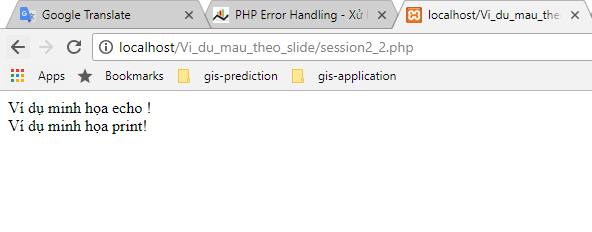 Google Translate
PHP Error Handling - Xử
localhost/Vi_du_mau_the
localhost/Vi_du_mau_theo_slide/session2_2.php
Apps Bookmarks gis-prediction gis-application
Ví dụ minh họa echo !
Ví dụ minh họa print!